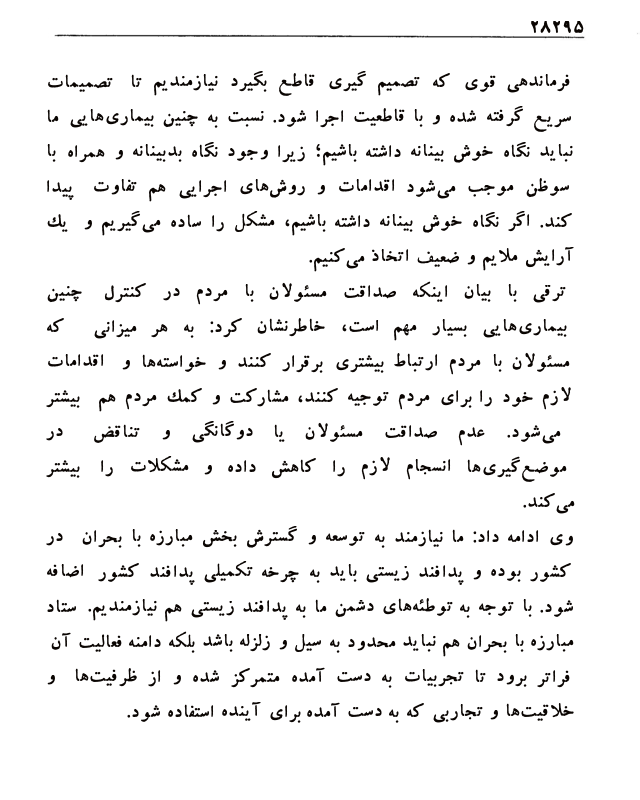 ۲۸۲۹۵
فرماندهی قوی که تصمیم گیری قاطع بگیرد نیازمندیم تا تصمیمات
سریع گرفته شده و با قاطعیت اجرا شود. نسبت به چنین بیماری‌هایی ما
نباید نگاه خوش بینانه داشته باشیم؛ زیرا وجود نگاه بدبینانه و همراه با
سوظن موجب می‌شود اقدامات و روش‌های اجرایی هم تفاوت پیدا
کند. اگر نگاه خوش بینانه داشته باشیم، مشکل را ساده می‌گیریم و یك
آرایش ملایم و ضعیف اتخاذ می‌کنیم.
ترقی با بیان اینکه صداقت مسئولان با مردم در کنترل چنین
بیماری‌هایی بسیار مهم است، خاطرنشان کرد: به هر میزانی که
مسئولان با مردم ارتباط بیشتری برقرار کنند و خواسته‌ها و اقدامات
لازم خود را برای مردم توجیه کنند، مشارکت و کمك مردم هم بیشتر
می‌شود. عدم صداقت مسئولان یا دوگانگی و تناقض در
موضع‌گیری‌ها انسجام لازم را کاهش داده و مشکلات را بیشتر
می‌کند.
وی ادامه داد: ما نیازمند به توسعه و گسترش بخش مبارزه با بحران در
کشور بوده و پدافند زیستی باید به چرخه تکمیلی پدافند کشور اضافه
شود. با توجه به توطئه‌های دشمن ما به پدافند زیستی هم نیازمندیم. ستاد
مبارزه با بحران هم نباید محدود به سیل و زلزله باشد بلکه دامنه فعالیت آن
فراتر برود تا تجربیات به دست آمده متمرکز شده و از ظرفیت‌ها و
خلاقیت‌ها و تجاربی که به دست آمده برای آینده استفاده شود.